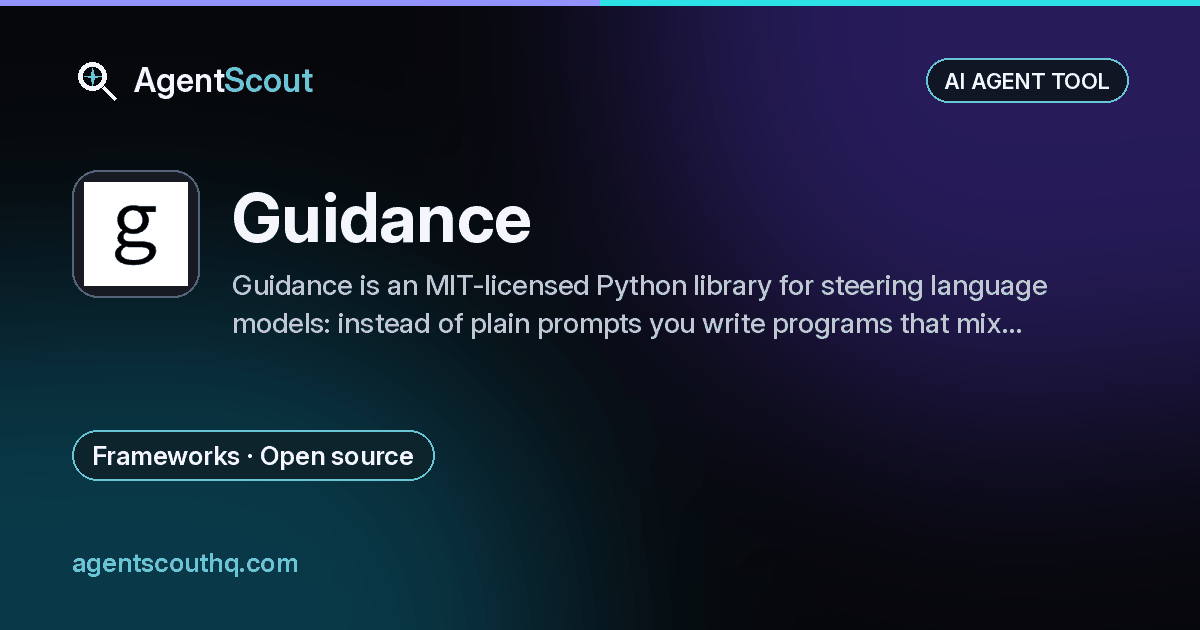 AgentScout
AI AGENT TOOL
g
Guidance
Guidance is an MIT-licensed Python library for steering language
models: instead of plain prompts you write programs that mix...
Frameworks · Open source
agentscouthq.com